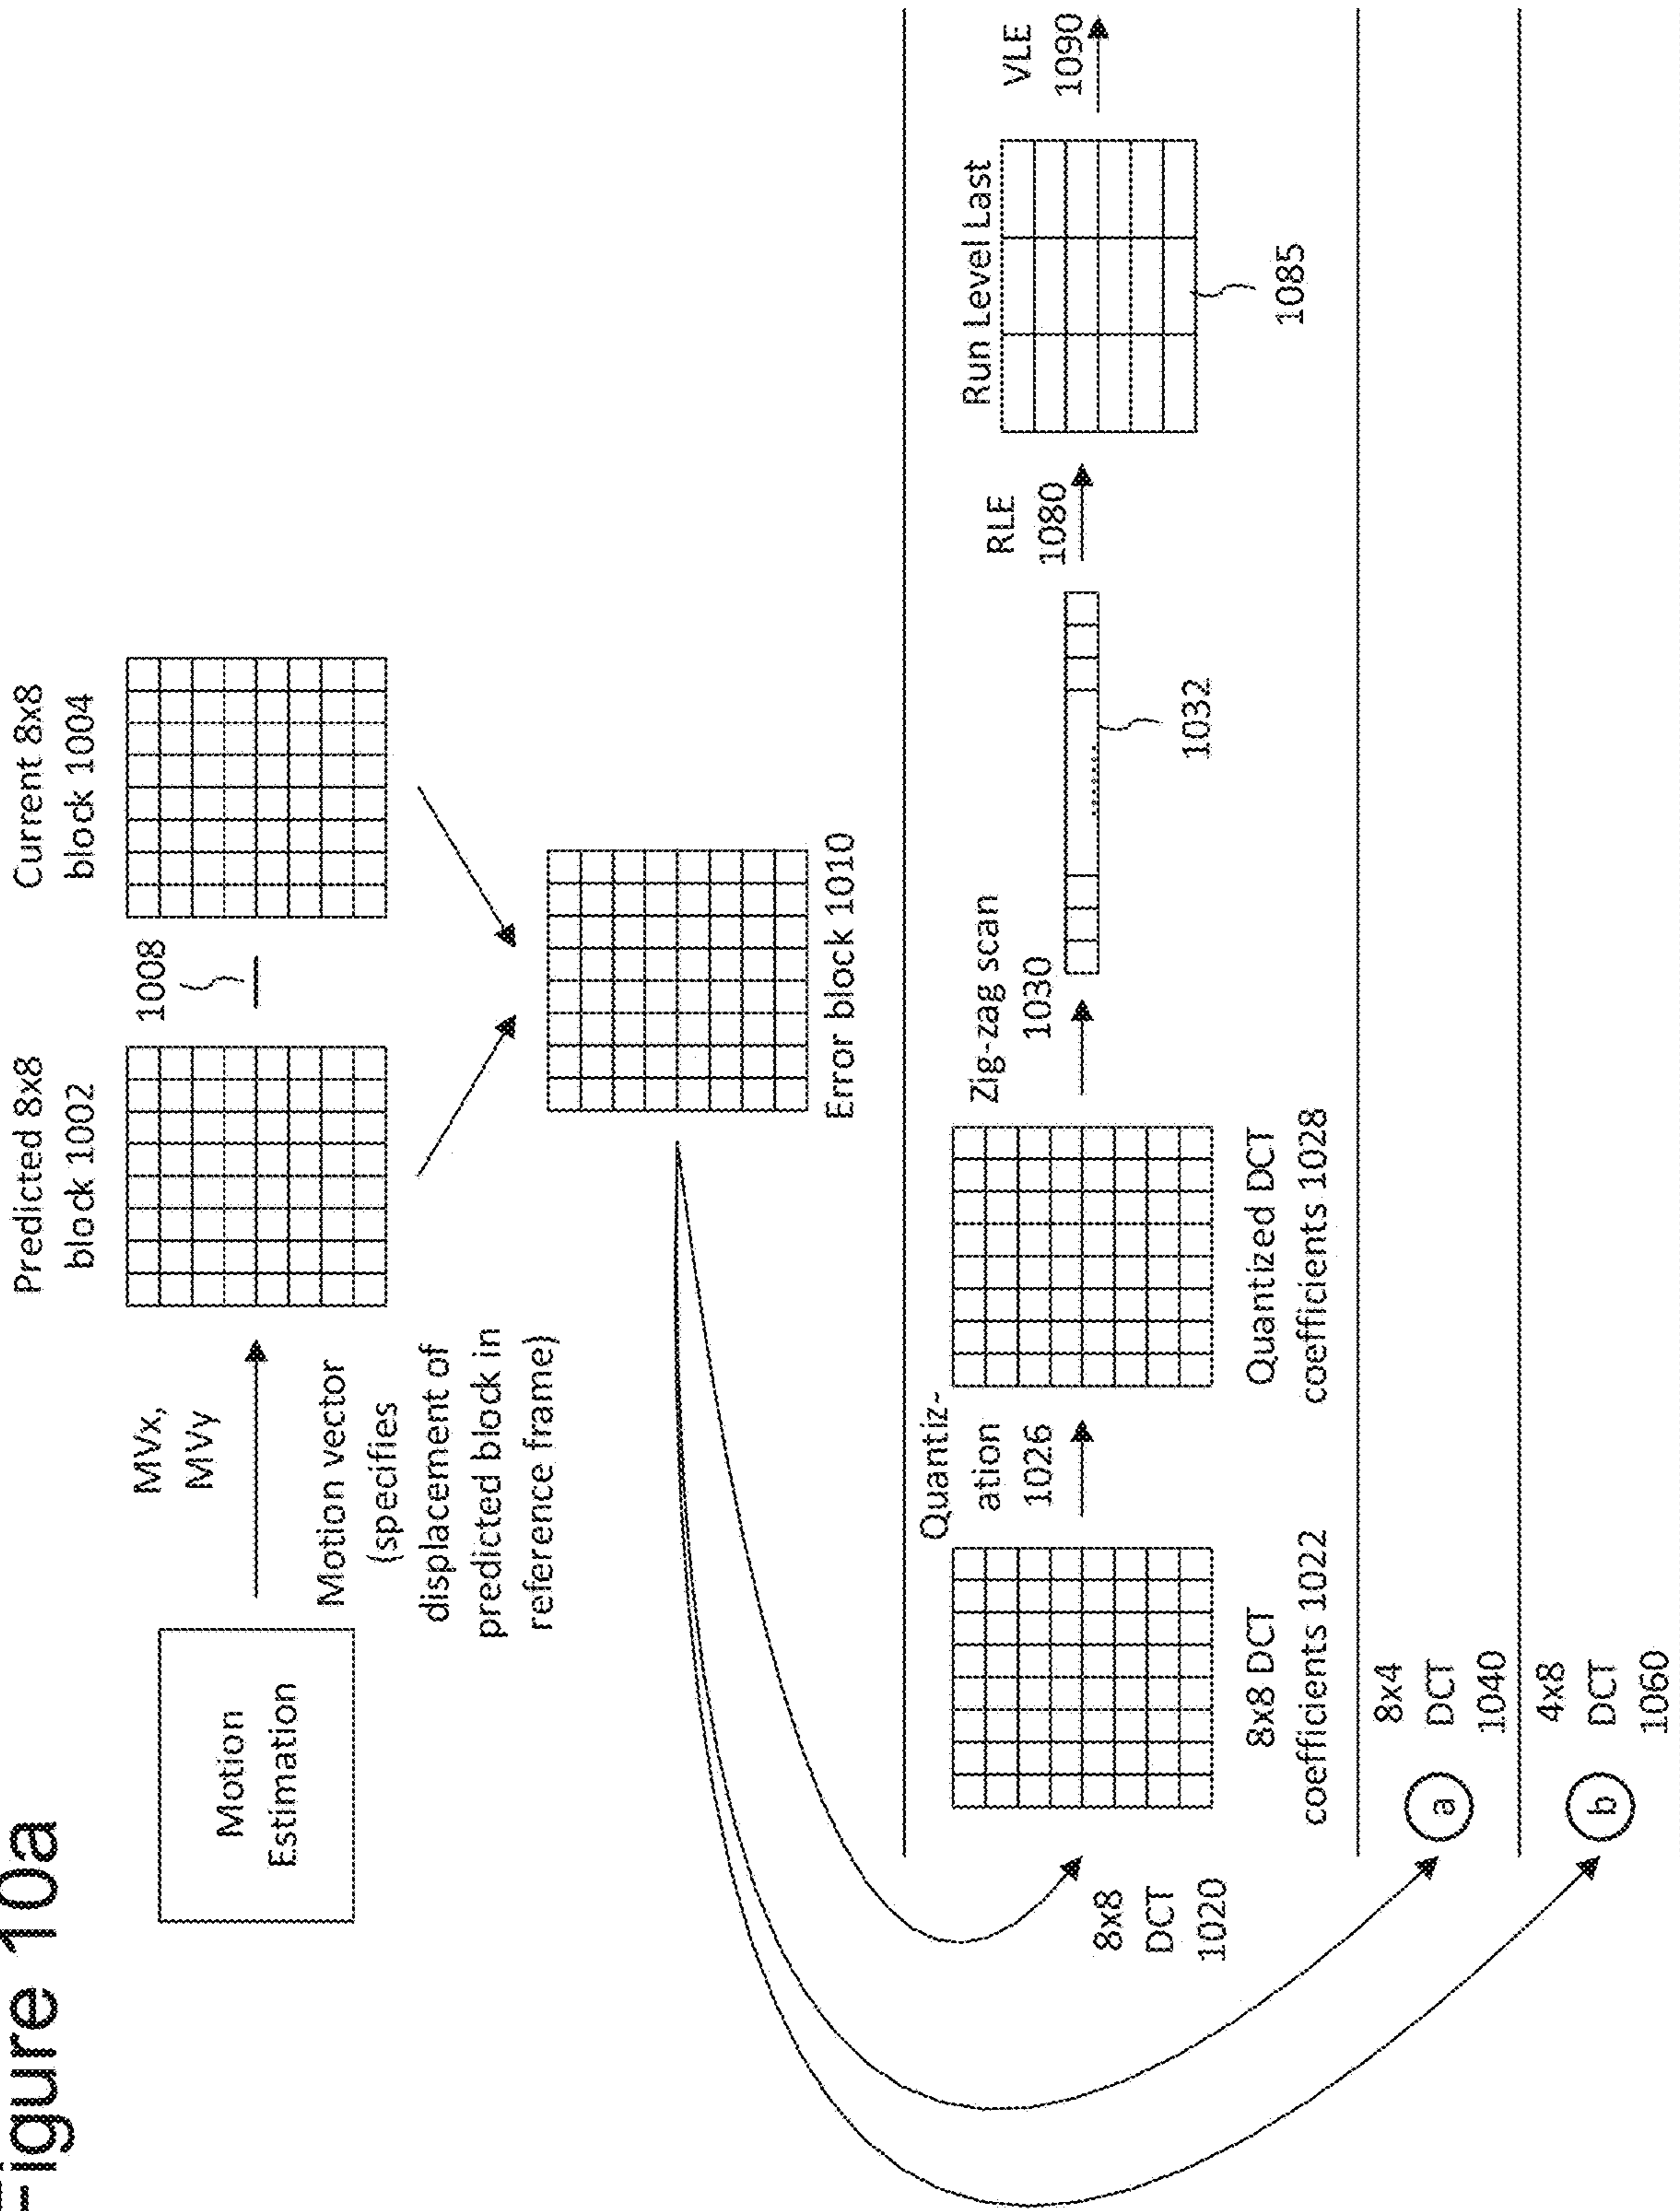 Figure 10a
Motion
Estimation
MVx,
MVy
Motion vector
(specifies
displacement of
predicted block in
reference frame)
Predicted 8x8
block 1002
1008
Current 8x8
block 1004
Error block 1010
8x8
DCT
1020
8x8 DCT
coefficients 1022
Quantiz-
ation
1026
Quantized DCT
coefficients 1028
Zig-zag scan
1030
1032
RLE
1080
Run Level Last
1085
VLE
1090
a
8x4
DCT
1040
b
4x8
DCT
1060